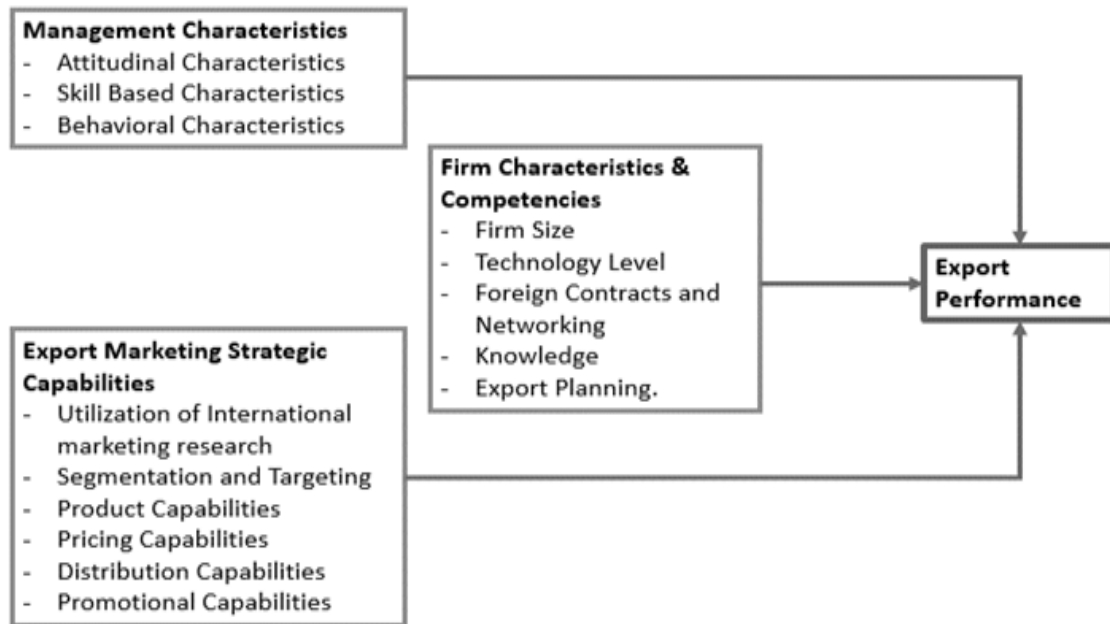 Management Characteristics
- Attitudinal Characteristics
- Skill Based Characteristics
- Behavioral Characteristics
Firm Characteristics &
Competencies
- Firm Size
- Technology Level
- Foreign Contracts and
Networking
- Knowledge
- Export Planning.
Export
Performance
Export Marketing Strategic
Capabilities
- Utilization of International
marketing research
- Segmentation and Targeting
- Product Capabilities
- Pricing Capabilities
- Distribution Capabilities
- Promotional Capabilities